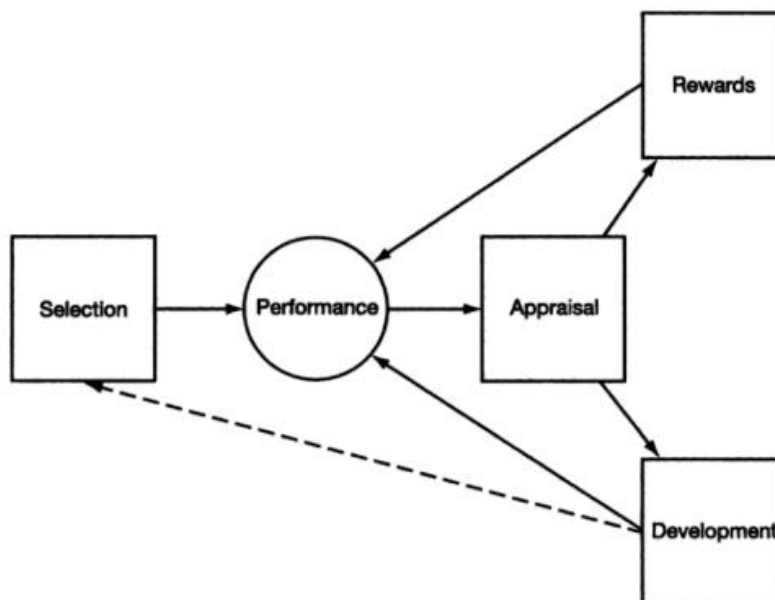 Rewards
Selection
Performance
Appraisal
Development